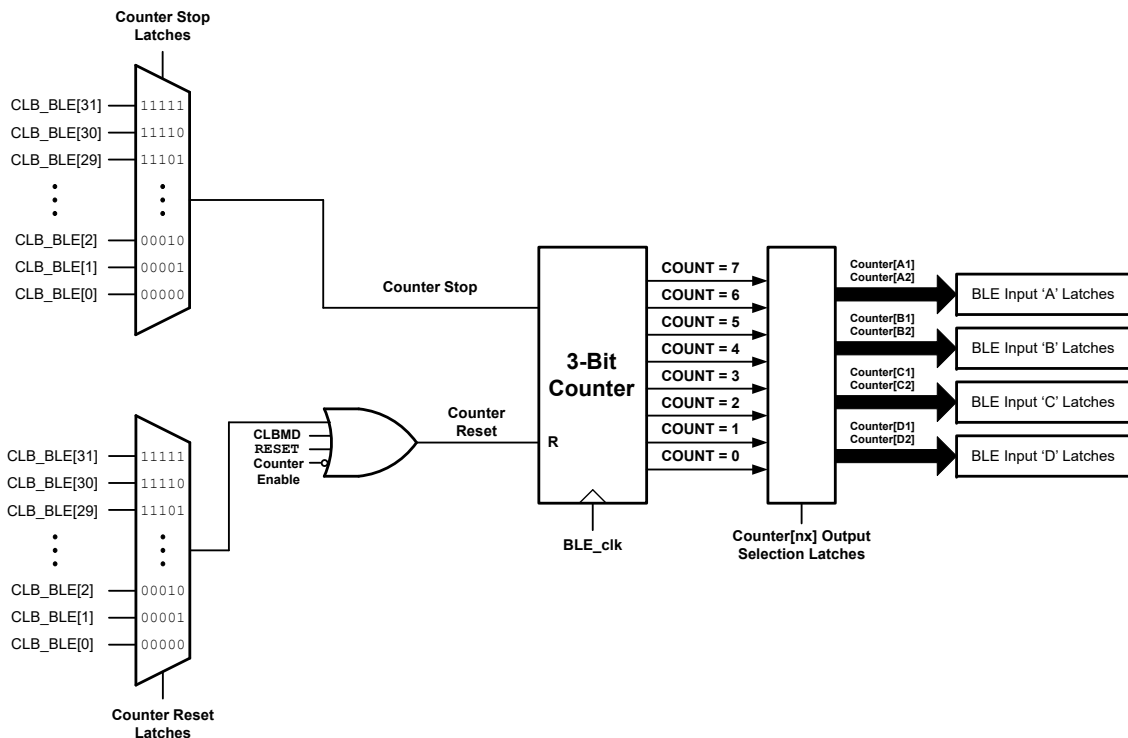 Counter Stop
Latches
CLB_BLE[31]
11111
CLB_BLE[30]
11110
CLB_BLE[29]
11101
CLB_BLE[2]
00010
CLB_BLE[1]
00001
CLB_BLE[0]
00000
Counter Stop
CLB_BLE[31]
11111
CLB_BLE[30]
11110
CLB_BLE[29]
11101
CLB_BLE[2]
00010
CLB_BLE[1]
00001
CLB_BLE[0]
00000
Counter Reset
Latches
CLBMD
RESET
Counter
Enable
Counter
Reset
3-Bit
Counter
R
BLE_clk
COUNT = 7
COUNT = 6
COUNT = 5
COUNT = 4
COUNT = 3
COUNT = 2
COUNT = 1
COUNT = 0
Counter[nx] Output
Selection Latches
Counter[A1]
Counter[A2]
BLE Input ‘A’ Latches
Counter[B1]
Counter[B2]
BLE Input ‘B’ Latches
Counter[C1]
Counter[C2]
BLE Input ‘C’ Latches
Counter[D1]
Counter[D2]
BLE Input ‘D’ Latches